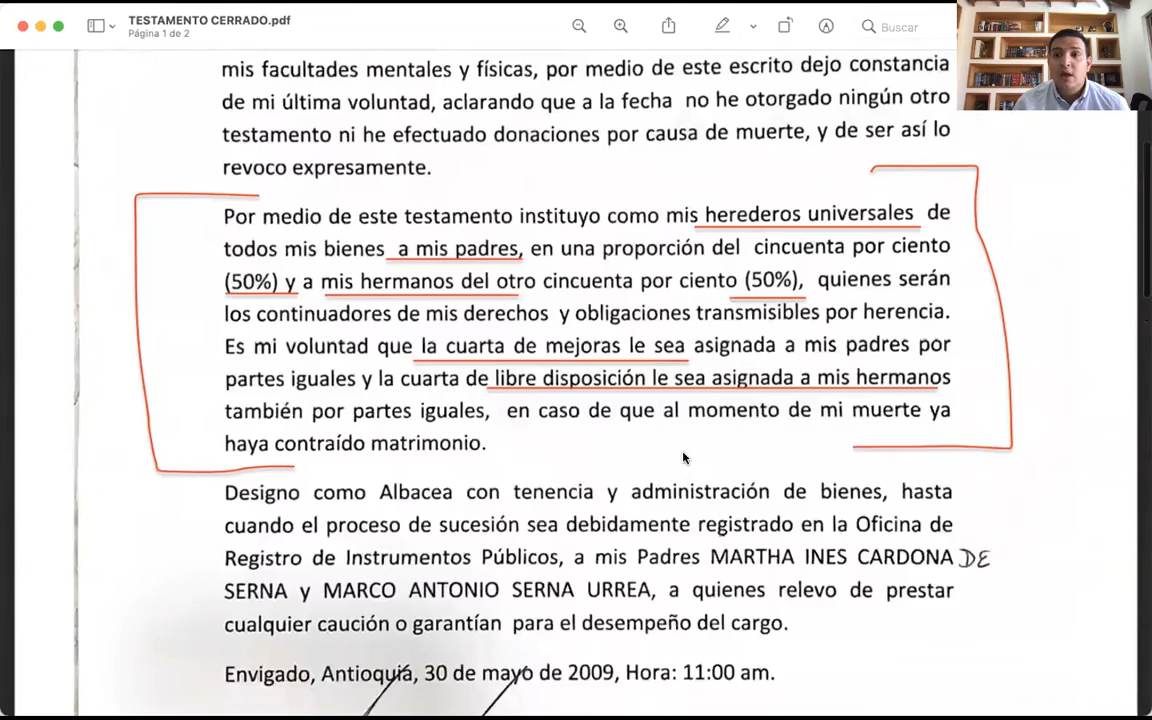 TESTAMENTO CERRADO.pdf
Página 1 de 2
Buscar
mis facultades mentales y físicas, por medio de este escrito dejo constancia
de mi última voluntad, aclarando que a la fecha no he otorgado ningún otro
testamento ni he efectuado donaciones por causa de muerte, y de ser así lo
revoco expresamente.
Por medio de este testamento instituyo como mis herederos universales de
todos mis bienes a mis padres, en una proporción del cincuenta por ciento
(50%) y a mis hermanos del otro cincuenta por ciento (50%), quienes serán
los continuadores de mis derechos y obligaciones transmisibles por herencia.
Es mi voluntad que la cuarta de mejoras le sea asignada a mis padres por
partes iguales y la cuarta de libre disposición le sea asignada a mis hermanos
también por partes iguales, en caso de que al momento de mi muerte ya
haya contraído matrimonio.
Designo como Albacea con tenencia y administración de bienes, hasta
cuando el proceso de sucesión sea debidamente registrado en la Oficina de
Registro de Instrumentos Públicos, a mis Padres MARTHA INES CARDONA DE
SERNA y MARCO ANTONIO SERNA URREA, a quienes relevo de prestar
cualquier caución o garantían para el desempeño del cargo.
Envigado, Antioquia, 30 de mayo de 2009, Hora: 11:00 am.